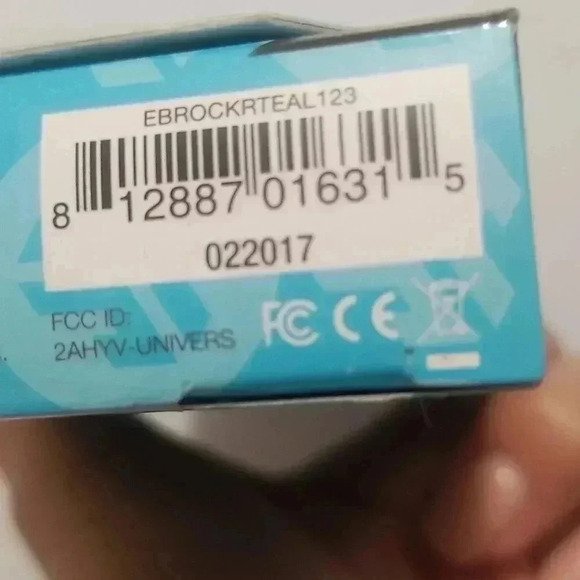 EBROCKRTEAL123
8 12887 01631 5
022017
FCC ID:
2AHYV-UNIVERS
FC CE